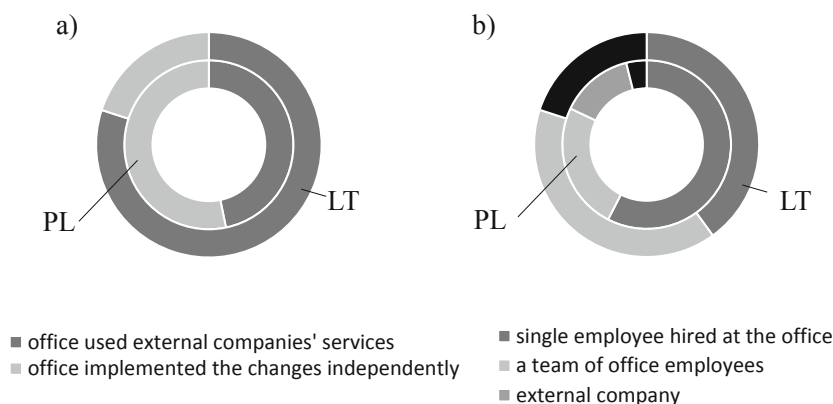 a)
b)
PL
LT
PL
LT
office used external companies' services
office implemented the changes independently
single employee hired at the office
a team of office employees
external company